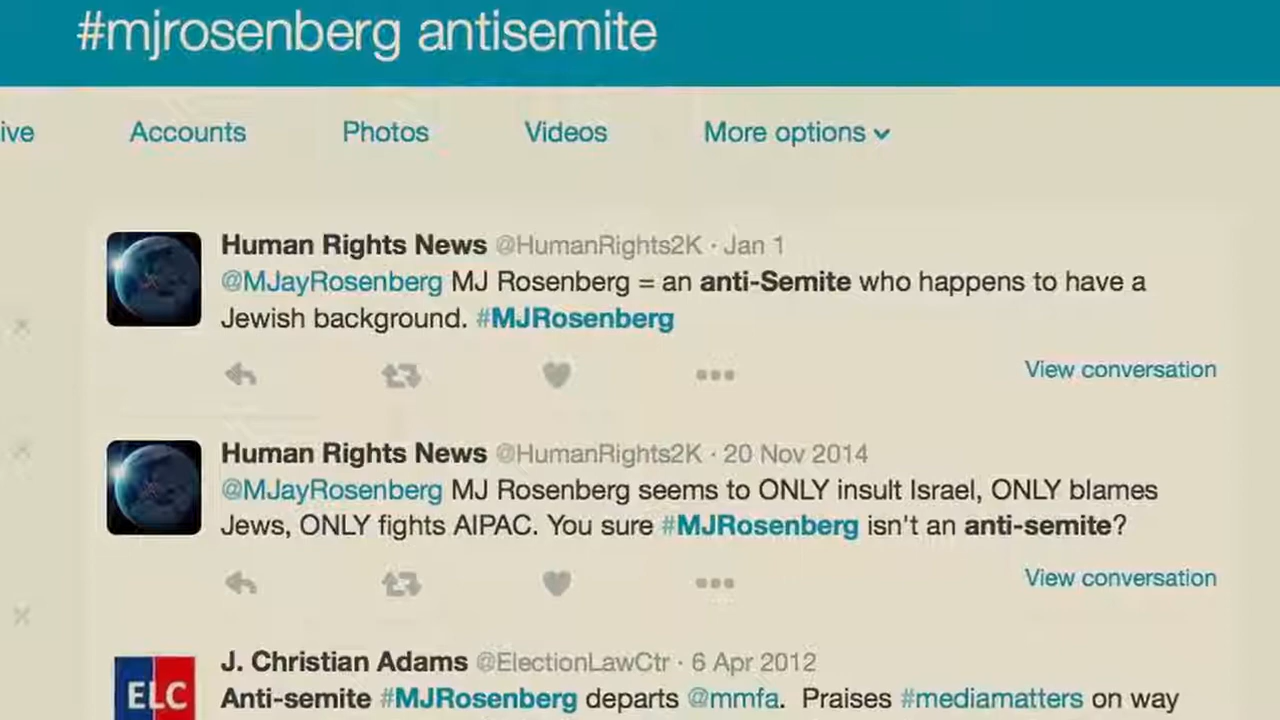 #mjrosenberg antisemite
ive Accounts Photos Videos More options
Human Rights News @HumanRights2K · Jan 1
@MJayRosenberg MJ Rosenberg = an anti-Semite who happens to have a
Jewish background. #MJRosenberg
View conversation
Human Rights News @HumanRights2K · 20 Nov 2014
@MJayRosenberg MJ Rosenberg seems to ONLY insult Israel, ONLY blames
Jews, ONLY fights AIPAC. You sure #MJRosenberg isn't an anti-semite?
View conversation
ELC
J. Christian Adams @ElectionLawCtr · 6 Apr 2012
Anti-semite #MJRosenberg departs @mmfa. Praises #mediamatters on way